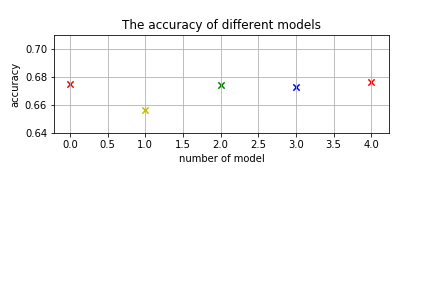 The accuracy of different models
0.70
0.68
0.66
0.64
accuracy
0.0 0.5 1.0 1.5 2.0 2.5 3.0 3.5 4.0
number of model